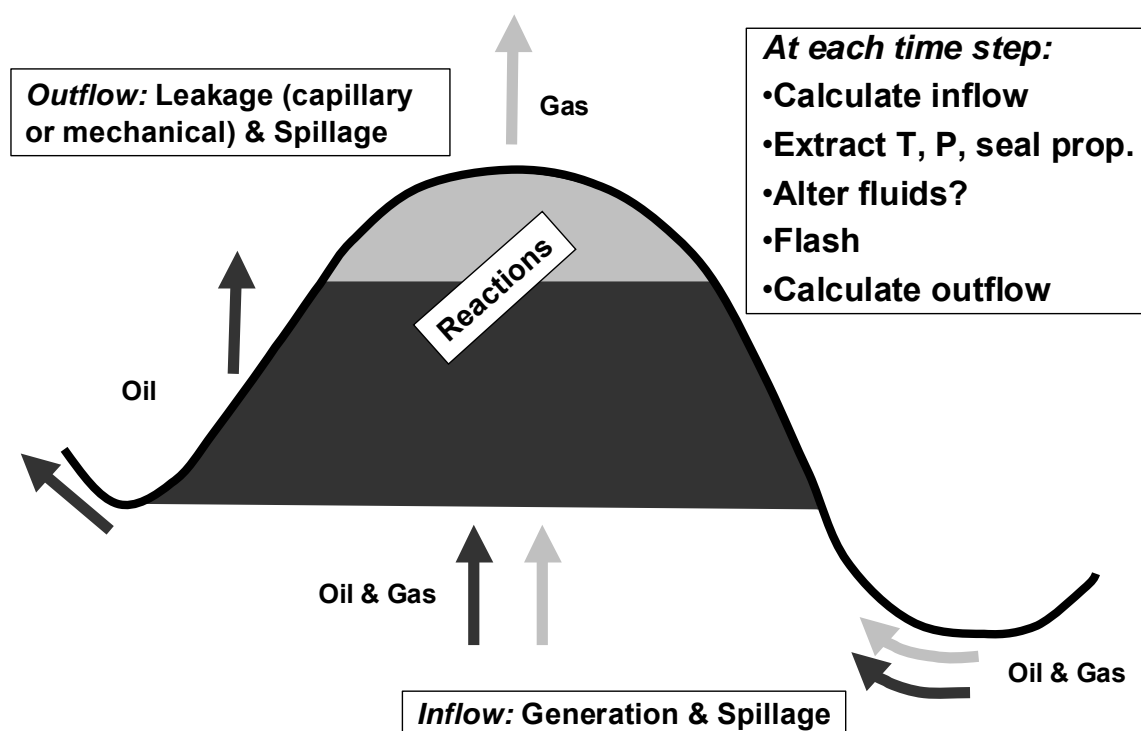 Outflow: Leakage (capillary
or mechanical) & Spillage
Gas
At each time step:
•Calculate inflow
•Extract T, P, seal prop.
•Alter fluids?
•Flash
•Calculate outflow
Reactions
Oil
Oil & Gas
Oil & Gas
Inflow: Generation & Spillage